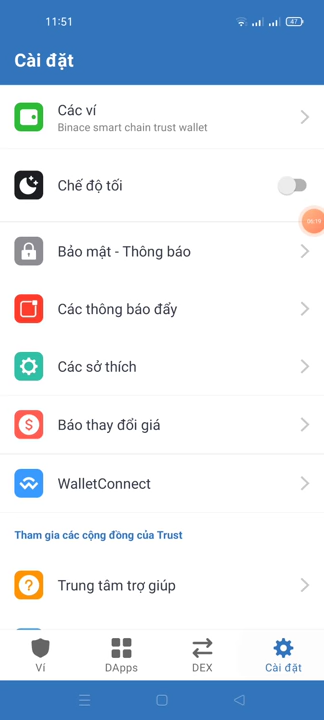 11:51
47
Cài đặt
Các ví
Binace smart chain trust wallet
Chế độ tối
Bảo mật - Thông báo
Các thông báo đẩy
Các sở thích
Báo thay đổi giá
WalletConnect
Tham gia các cộng đồng của Trust
Trung tâm trợ giúp
Ví
DApps
DEX
Cài đặt